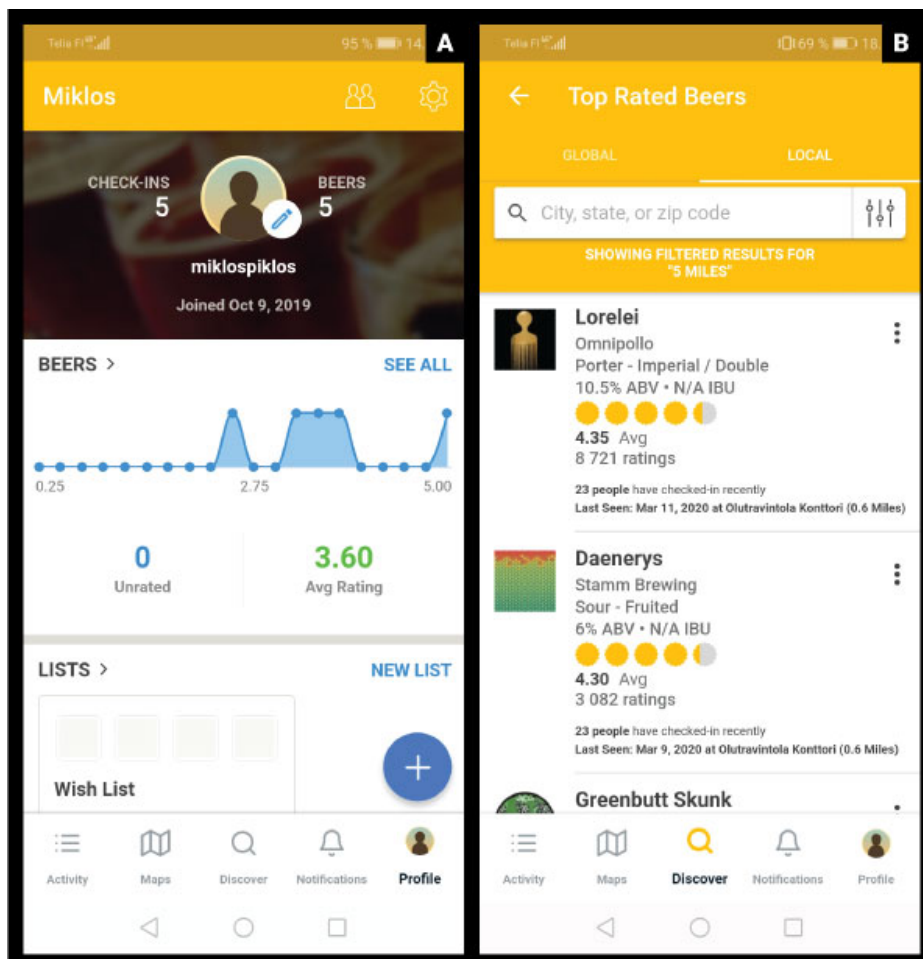 Telia FI 4G 95 % 14. A
Miklos
CHECK-INS
5
BEERS
5
miklospiklos
Joined Oct 9, 2019
BEERS >
SEE ALL
0.25 2.75 5.00
0
Unrated
3.60
Avg Rating
LISTS >
NEW LIST
Wish List
Activity Maps Discover Notifications Profile
Telia FI 4G 69 % 18. B
Top Rated Beers
GLOBAL LOCAL
City, state, or zip code
SHOWING FILTERED RESULTS FOR
"5 MILES"
Lorelei
Omnipollo
Porter - Imperial / Double
10.5% ABV • N/A IBU
4.35 Avg
8 721 ratings
23 people have checked-in recently
Last Seen: Mar 11, 2020 at Olutravintola Konttori (0.6 Miles)
Daenerys
Stamm Brewing
Sour - Fruited
6% ABV • N/A IBU
4.30 Avg
3 082 ratings
23 people have checked-in recently
Last Seen: Mar 9, 2020 at Olutravintola Konttori (0.6 Miles)
Greenbutt Skunk
Activity Maps Discover Notifications Profile